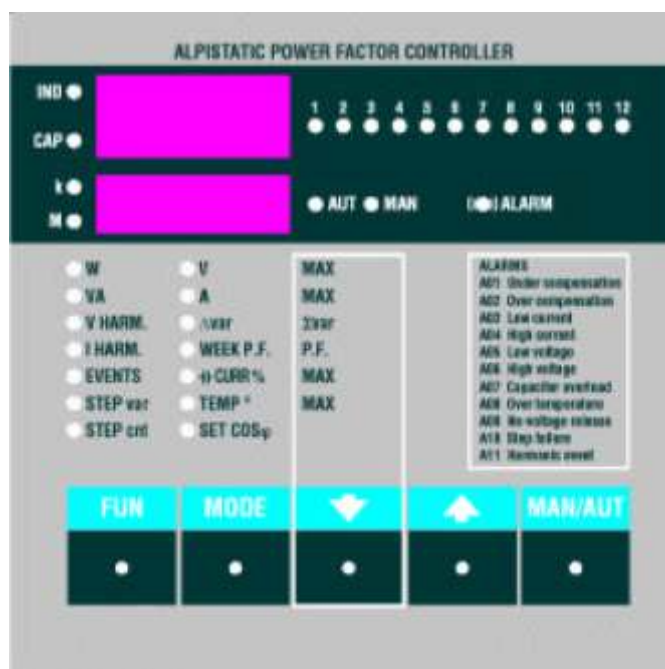 ALPISTATIC POWER FACTOR CONTROLLER
IND
CAP
1 2 3 4 5 6 7 8 9 10 11 12
k
M
AUT MAN ALARM
W V MAX
VA A MAX
V HARM. Δvar Σvar
I HARM. WEEK P.F. P.F.
EVENTS CURR % MAX
STEP var TEMP ° MAX
STEP cnt SET COSφ
ALARMS
A01 Under compensation
A02 Over compensation
A03 Low current
A04 High current
A05 Low voltage
A06 High voltage
A07 Capacitor overload
A08 Over temperature
A09 No-voltage release
A10 Step failure
A11 Harmonic
FUN MODE MAN/AUT